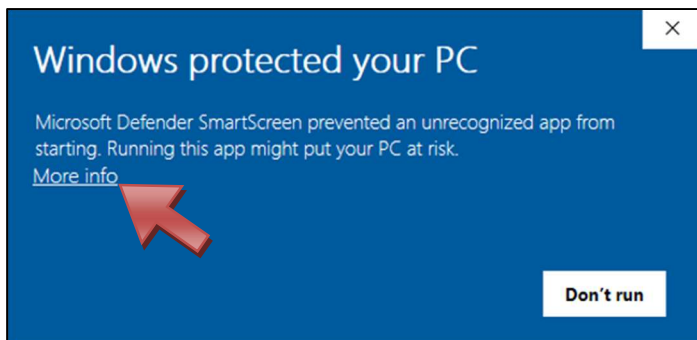 Windows protected your PC
Microsoft Defender SmartScreen prevented an unrecognized app from
starting. Running this app might put your PC at risk.
More info
Don't run